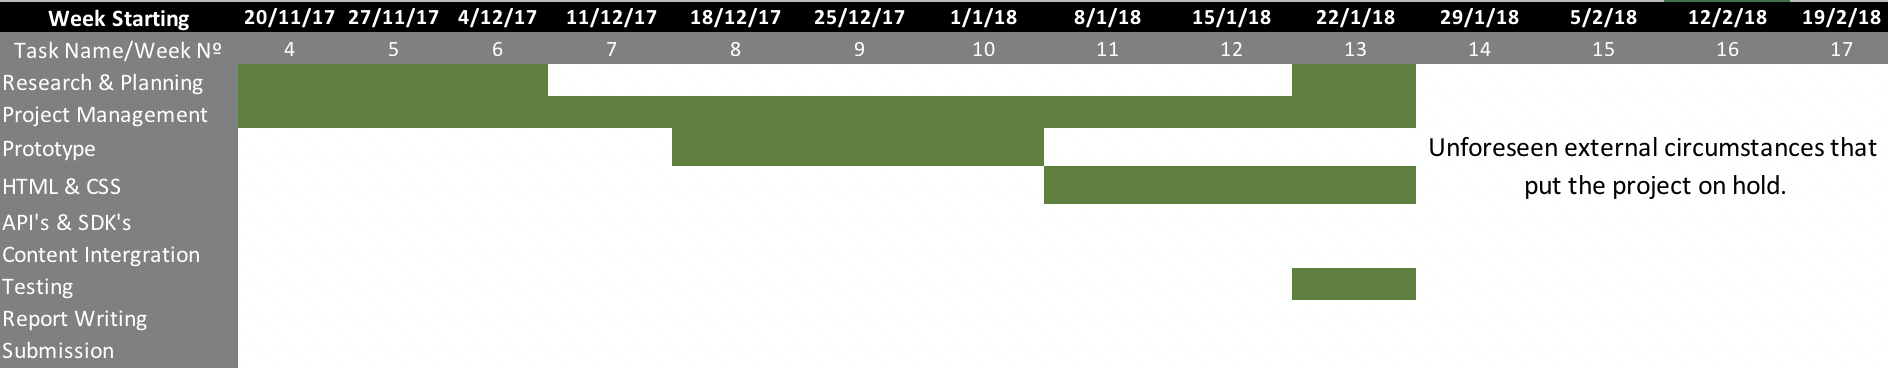 Week Starting 20/11/17 27/11/17 4/12/17 11/12/17 18/12/17 25/12/17 1/1/18 8/1/18 15/1/18 22/1/18 29/1/18 5/2/18 12/2/18 19/2/18
Task Name/Week Nº 4 5 6 7 8 9 10 11 12 13 14 15 16 17
Research & Planning
Project Management
Prototype
HTML & CSS
API's & SDK's
Content Intergration
Testing
Report Writing
Submission
Unforeseen external circumstances that
put the project on hold.